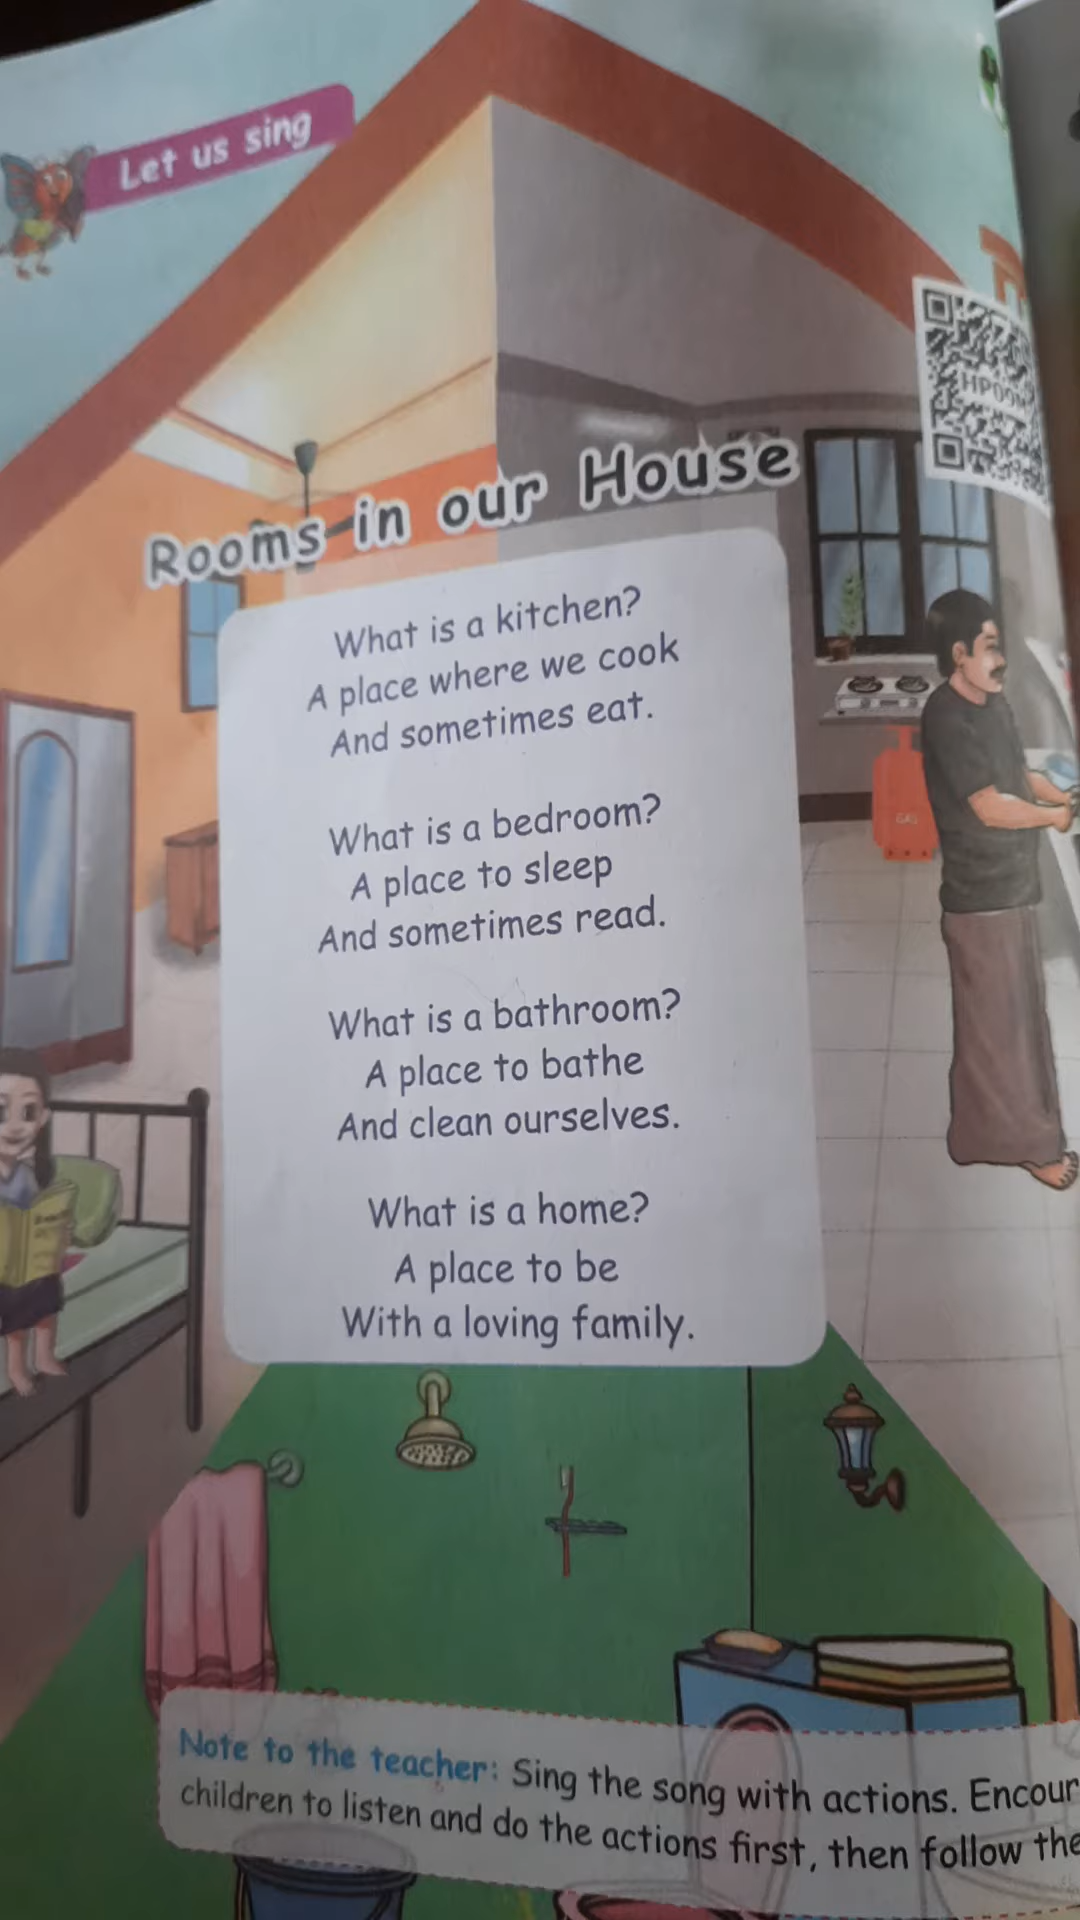 Let us sing
Rooms in our House
What is a kitchen?
A place where we cook
And sometimes eat.
What is a bedroom?
A place to sleep
And sometimes read.
What is a bathroom?
A place to bathe
And clean ourselves.
What is a home?
A place to be
With a loving family.
GAS
Note to the teacher: Sing the song with actions.
children to listen and do the actions first, then follow the